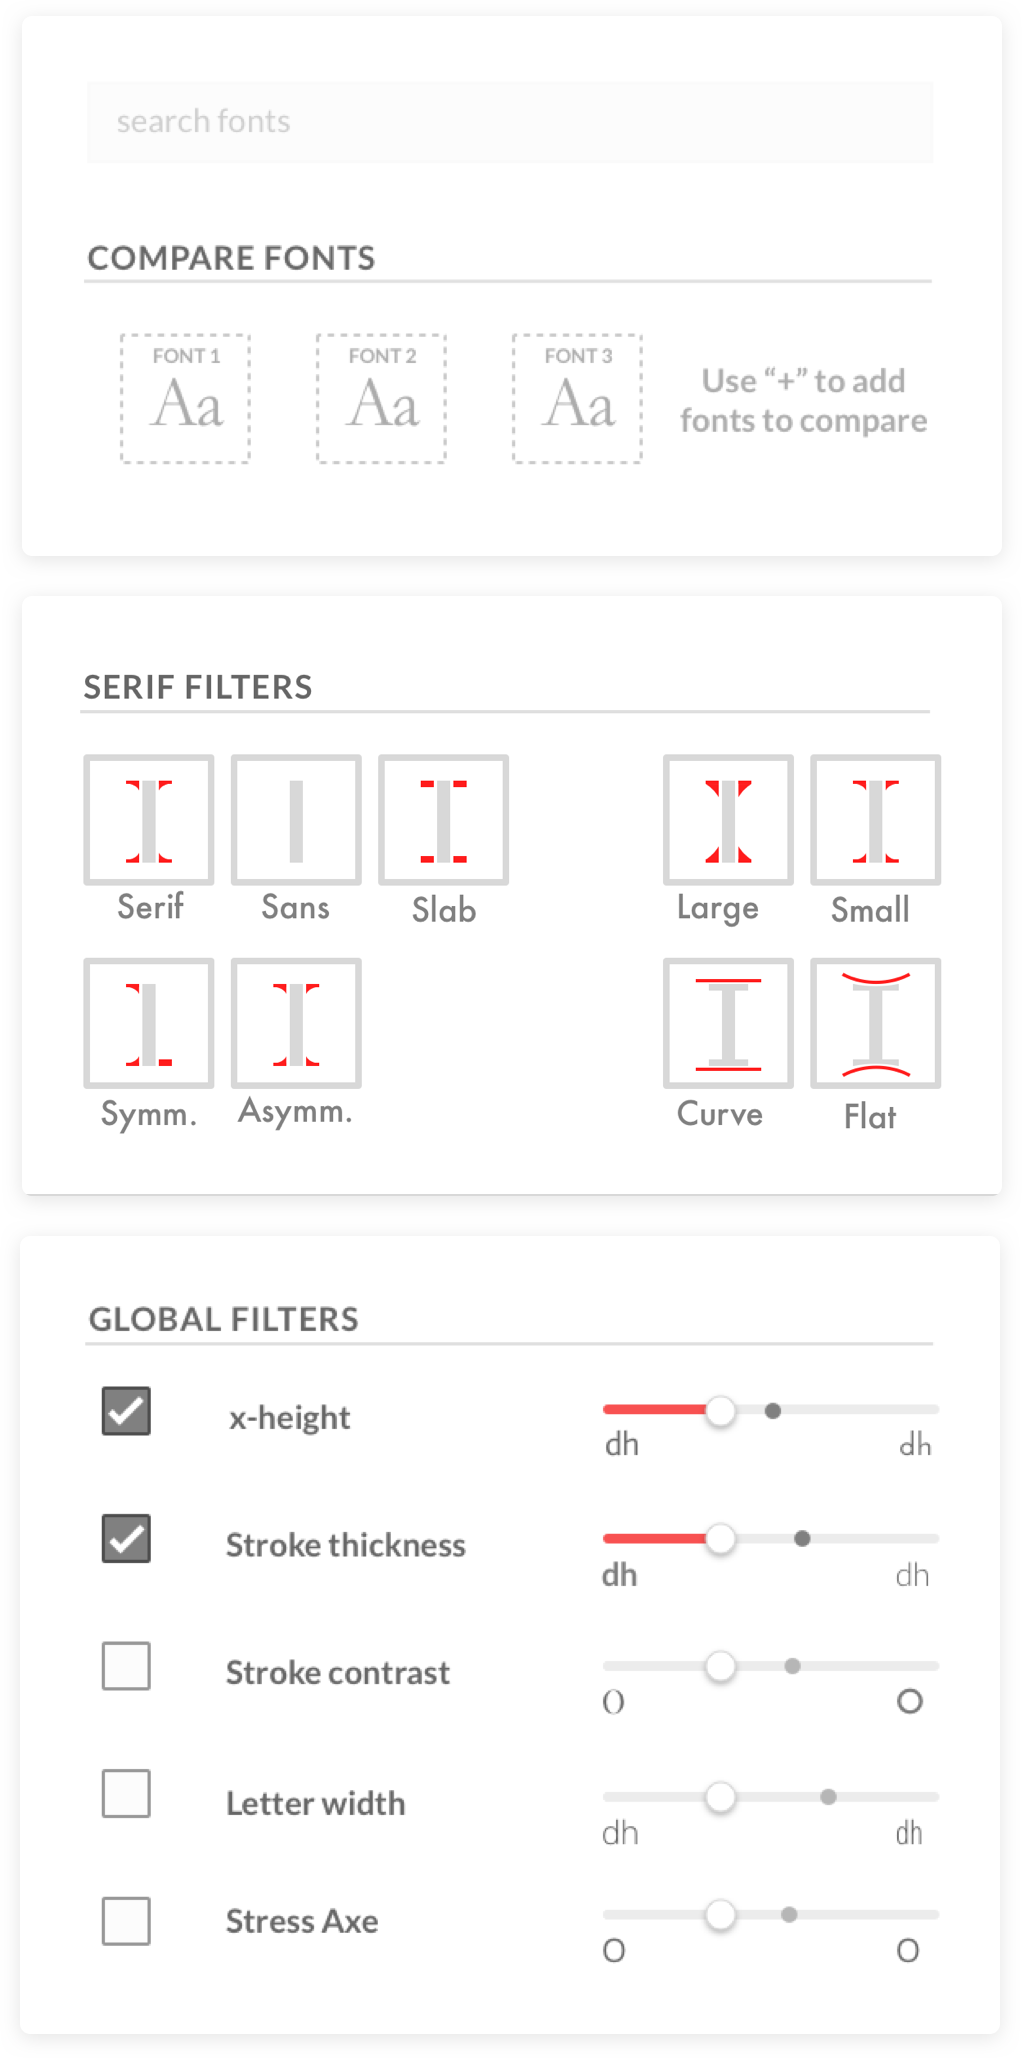 search fonts
COMPARE FONTS
FONT 1 FONT 2 FONT 3
Aa Aa Aa
Use “+” to add
fonts to compare
SERIF FILTERS
Serif Sans Slab Large Small
Symm. Asymm. Curve Flat
GLOBAL FILTERS
x-height
dh dh
Stroke thickness
dh dh
Stroke contrast
O O
Letter width
dh dh
Stress Axe
O O